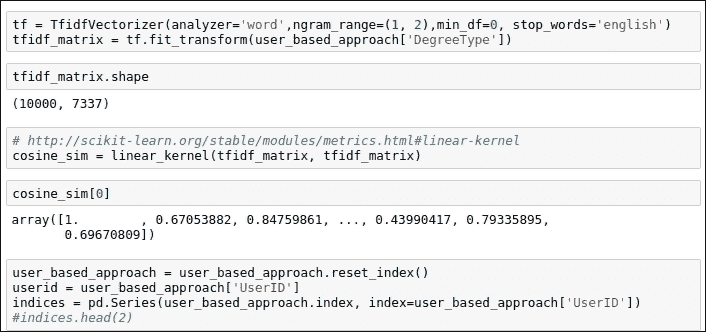 tf = TfidfVectorizer(analyzer='word',ngram_range=(1, 2),min_df=0, stop_words='english')
tfidf_matrix = tf.fit_transform(user_based_approach['DegreeType'])
tfidf_matrix.shape
(10000, 7337)
# http://scikit-learn.org/stable/modules/metrics.html#linear-kernel
cosine_sim = linear_kernel(tfidf_matrix, tfidf_matrix)
cosine_sim[0]
array([1.        , 0.67053882, 0.84759861, ..., 0.43990417, 0.79335895,
       0.69670809])
user_based_approach = user_based_approach.reset_index()
userid = user_based_approach['UserID']
indices = pd.Series(user_based_approach.index, index=user_based_approach['UserID'])
#indices.head(2)